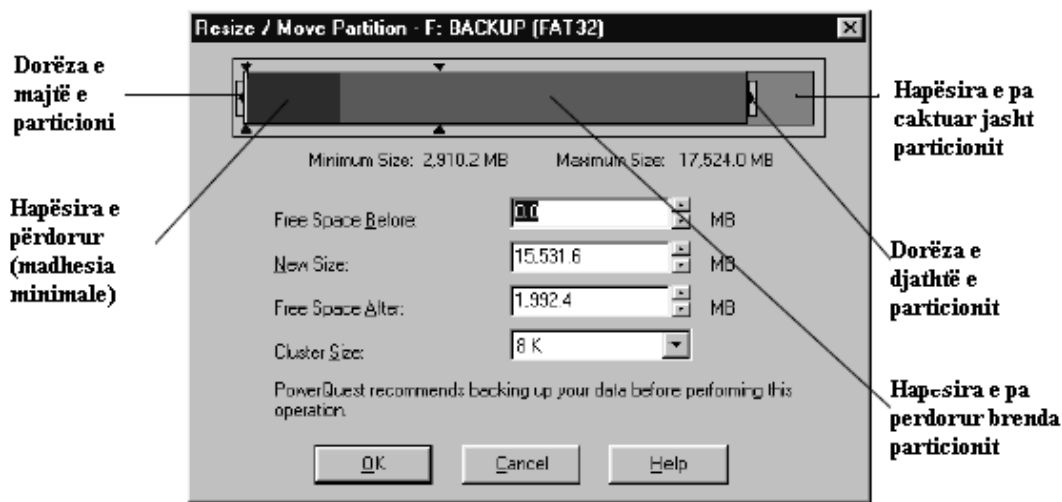 Resize / Move Partition - F: BACKUP (FAT32)
Dorëza e
majtë e
particioni
Hapësira e pa
caktuar jasht
particionit
Minimum Size: 2,910.2 MB Maximum Size: 17,524.0 MB
Hapësira e
përdorur
(madhesia
minimale)
Free Space Before: 0.0 MB
New Size: 15.531.6 MB
Free Space After: 1.992.4 MB
Cluster Size: 8 K
Dorëza e
djathtë e
particionit
PowerQuest recommends backing up your data before performing this
operation.
Hapesira e pa
perdorur brenda
particionit
OK Cancel Help